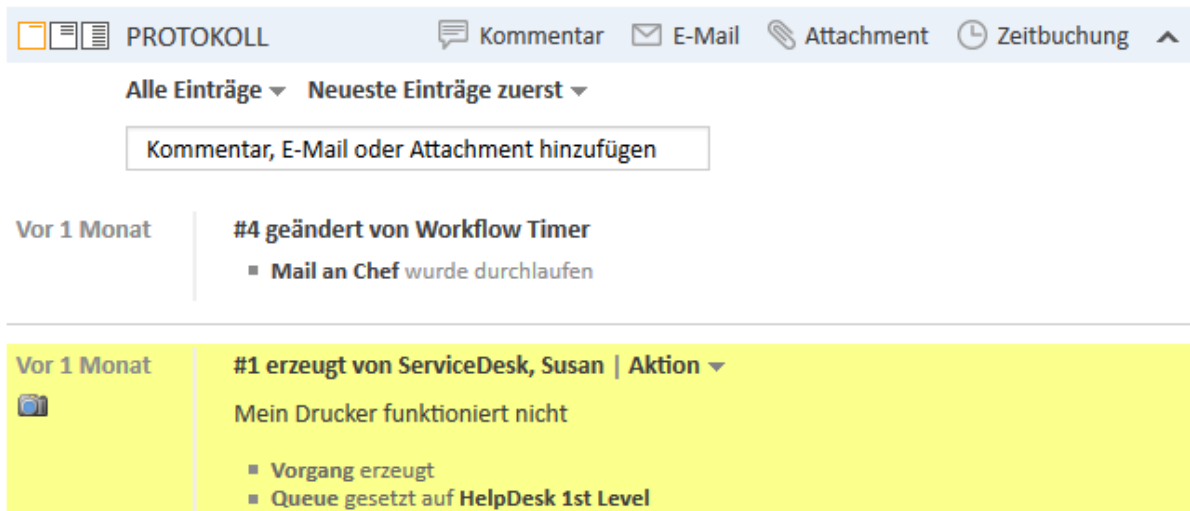 PROTOKOLL Kommentar E-Mail Attachment Zeitbuchung
Alle Einträge Neueste Einträge zuerst
Kommentar, E-Mail oder Attachment hinzufügen
Vor 1 Monat #4 geändert von Workflow Timer
Mail an Chef wurde durchlaufen
Vor 1 Monat #1 erzeugt von ServiceDesk, Susan | Aktion
Mein Drucker funktioniert nicht
Vorgang erzeugt
Queue gesetzt auf HelpDesk 1st Level